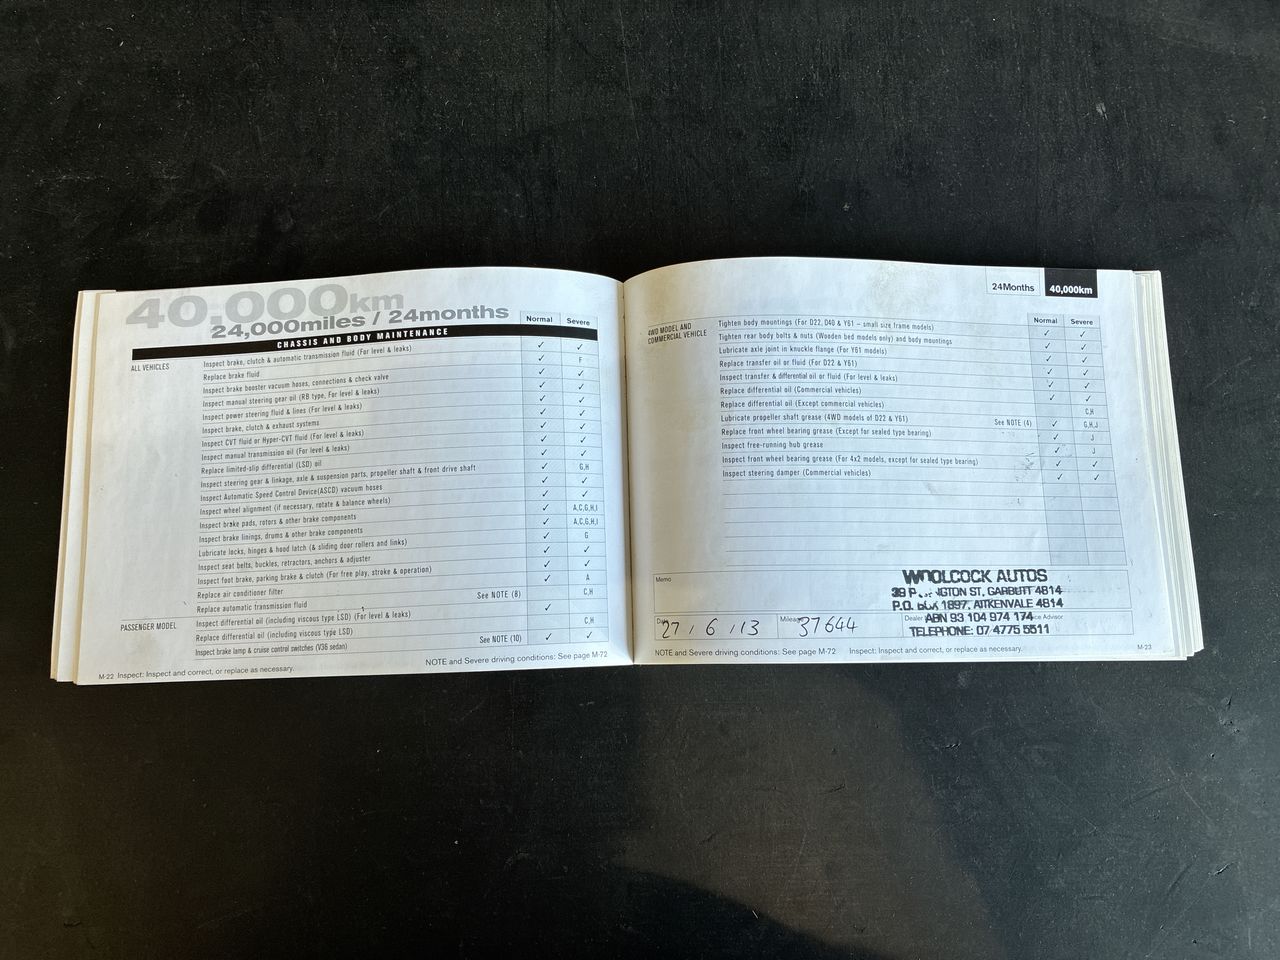 40,000km
24,000miles / 24months
Normal Severe
CHASSIS AND BODY MAINTENANCE
ALL VEHICLES
Inspect brake, clutch & automatic transmission fluid (For level & leaks) ✓ ✓
Replace brake fluid ✓ F
Inspect brake booster vacuum hoses, connections & check valve ✓ ✓
Inspect manual steering gear oil (RB type, For level & leaks) ✓ ✓
Inspect power steering fluid & lines (For level & leaks) ✓ ✓
Inspect brake, clutch & exhaust systems ✓ ✓
Inspect CVT fluid or Hyper-CVT fluid (For level & leaks) ✓ ✓
Inspect manual transmission oil (For level & leaks) ✓ ✓
Replace limited-slip differential (LSD) oil ✓ ✓
Inspect steering gear & linkage, axle & suspension parts, propeller shaft & front drive shaft ✓ G,H
Inspect Automatic Speed Control Device(ASCD) vacuum hoses ✓ ✓
Inspect wheel alignment (if necessary, rotate & balance wheels) ✓ ✓
Inspect brake pads, rotors & other brake components ✓ A,C,G,H,I
Inspect brake linings, drums & other brake components ✓ A,C,G,H,I
Lubricate locks, hinges & hood latch (& sliding door rollers and links) ✓ G
Inspect seat belts, buckles, retractors, anchors & adjuster ✓ ✓
Inspect foot brake, parking brake & clutch (For free play, stroke & operation) ✓ A
Replace air conditioner filter
Replace automatic transmission fluid See NOTE (8) C,H
PASSENGER MODEL
Inspect differential oil (including viscous type LSD) (For level & leaks) ✓
Replace differential oil (including viscous type LSD) C,H
Inspect brake lamp & cruise control switches (V36 sedan) See NOTE (10) ✓ ✓
NOTE and Severe driving conditions: See page M-72
M-22 Inspect: Inspect and correct, or replace as necessary.
24Months 40,000km
Normal Severe
4WD MODEL AND
COMMERCIAL VEHICLE
Tighten body mountings (For D22, D40 & Y61 – small size frame models) ✓ ✓
Tighten rear body bolts & nuts (Wooden bed models only) and body mountings ✓ ✓
Lubricate axle joint in knuckle flange (For Y61 models) ✓ ✓
Replace transfer oil or fluid (For D22 & Y61) ✓ ✓
Inspect transfer & differential oil or fluid (For level & leaks) ✓ ✓
Replace differential oil (Commercial vehicles) ✓ ✓
Replace differential oil (Except commercial vehicles) C,H
Lubricate propeller shaft grease (4WD models of D22 & Y61) See NOTE (4) ✓ G,H,J
Replace front wheel bearing grease (Except for sealed type bearing) ✓ J
Inspect free-running hub grease ✓ J
Inspect front wheel bearing grease (For 4x2 models, except for sealed type bearing) ✓ ✓
Inspect steering damper (Commercial vehicles) ✓ ✓
Memo
WOOLCOCK AUTOS
GARBUTT 4814
P.O. BOX 1897, AITKENVALE 4814
ABN 93 104 974 174
TELEPHONE: 07 4775 5511
Date 27 / 6 / 13 Mileage 37644 Dealer Advisor
NOTE and Severe driving conditions: See page M-72 Inspect: Inspect and correct, or replace as necessary.
M-23